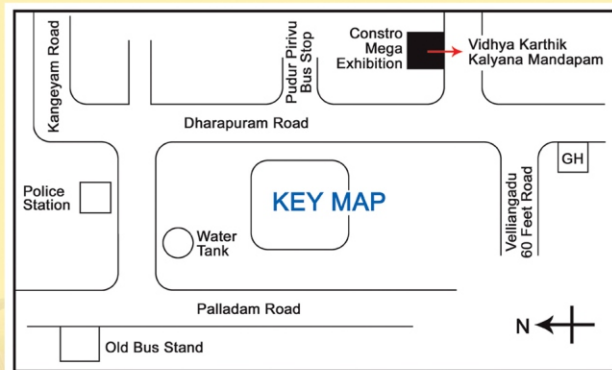 Kangeyam Road
Pudur Pirivu
Bus Stop
Constro
Mega
Exhibition
Vidhya Karthik
Kalyana Mandapam
Dharapuram Road
GH
Police
Station
KEY MAP
Velliangadu
60 Feet Road
Water
Tank
Palladam Road
N
Old Bus Stand